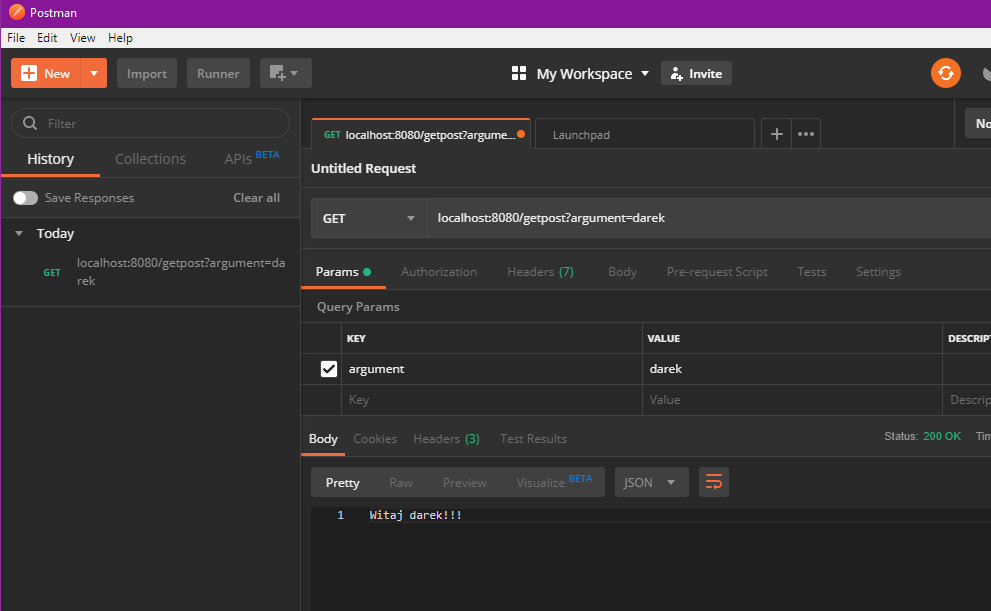 Postman
File Edit View Help
New Import Runner My Workspace Invite
Filter
History Collections APIs BETA
Save Responses Clear all
Today
GET localhost:8080/getpost?argument=da
rek
GET localhost:8080/getpost?argume... Launchpad + ••• No
Untitled Request
GET localhost:8080/getpost?argument=darek
Params Authorization Headers (7) Body Pre-request Script Tests Settings
Query Params
KEY VALUE DESCRIPT
argument darek
Key Value Descrip
Body Cookies Headers (3) Test Results Status: 200 OK Tim
Pretty Raw Preview Visualize BETA JSON
1 Witaj darek!!!